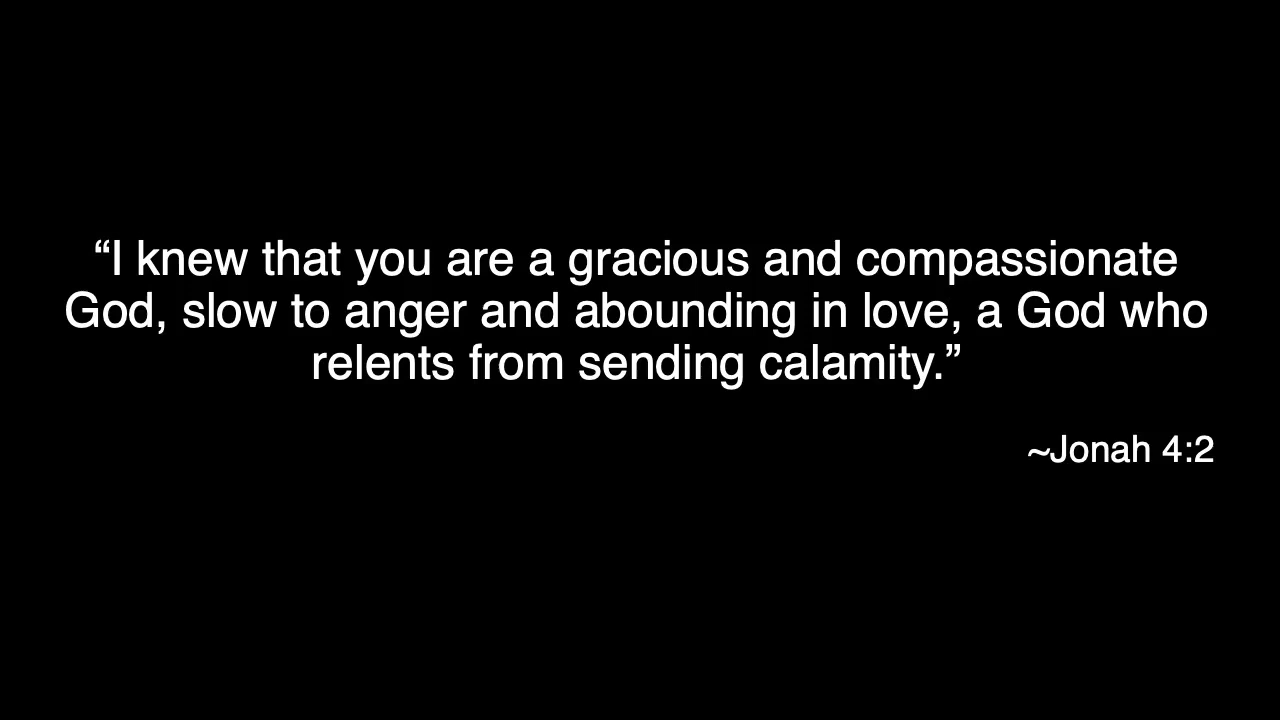 “I knew that you are a gracious and compassionate
God, slow to anger and abounding in love, a God who
relents from sending calamity.”
~Jonah 4:2